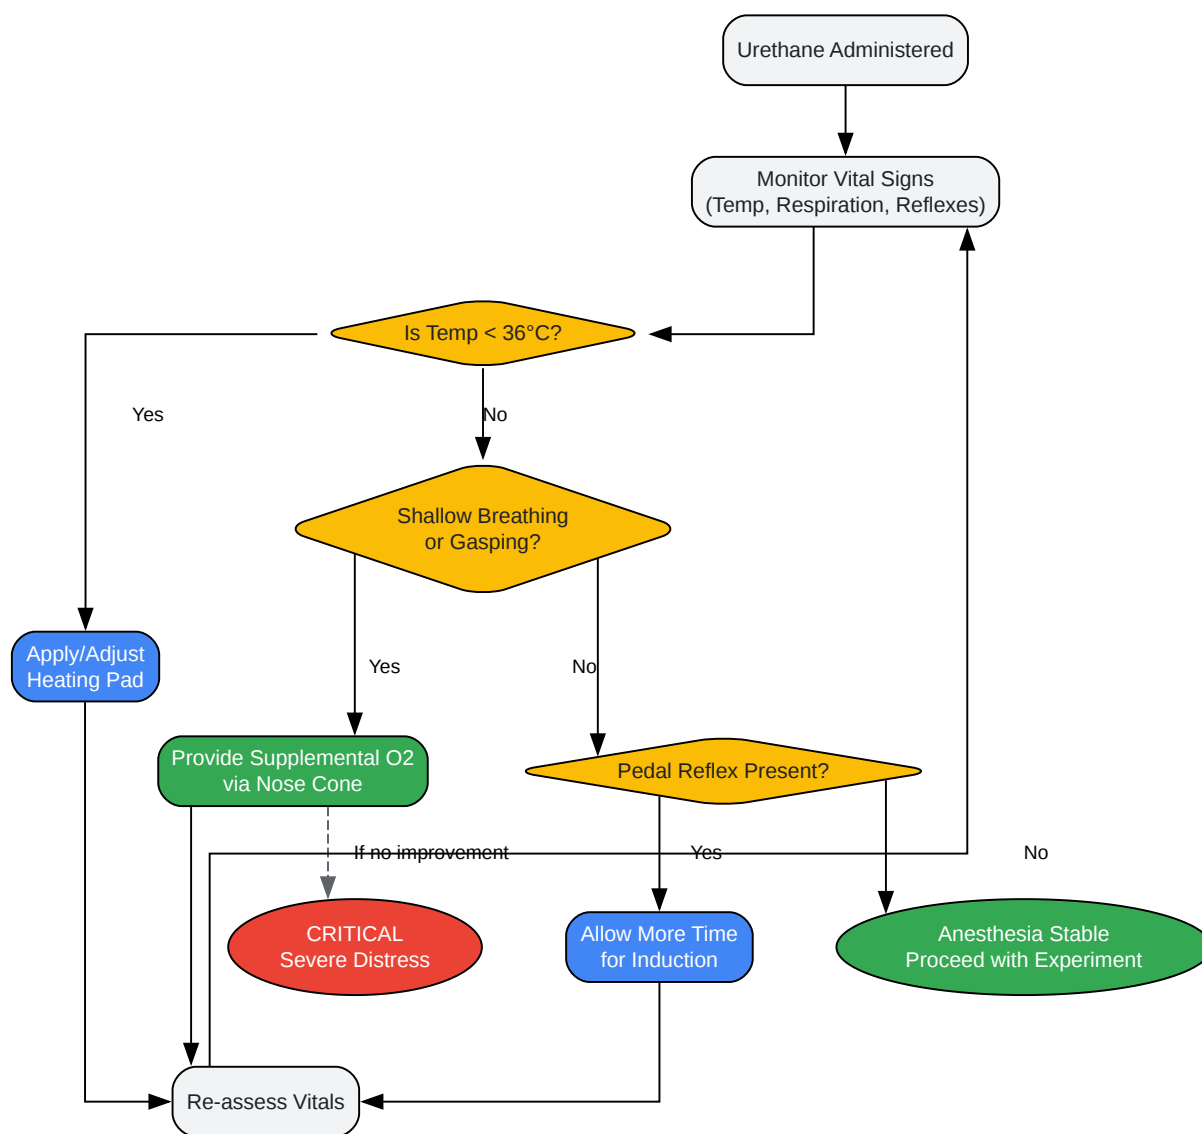 Urethane Administered
Monitor Vital Signs
(Temp, Respiration, Reflexes)
Is Temp < 36°C?
Yes
No
Shallow Breathing
or Gasping?
Apply/Adjust
Heating Pad
Yes
No
Provide Supplemental O2
via Nose Cone
Pedal Reflex Present?
If no improvement
Yes
No
CRITICAL
Severe Distress
Allow More Time
for Induction
Anesthesia Stable
Proceed with Experiment
Re-assess Vitals